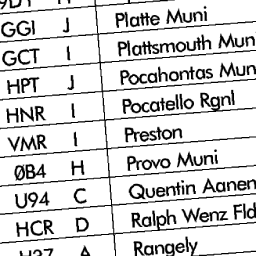 GGI J Platte Muni
GCT I Plattsmouth Mun
HPT J Pocahontas Mun
HNR I Pocatello Rgnl
VMR I Preston
ØB4 H Provo Muni
U94 C Quentin Aanen
HCR D Ralph Wenz Fld
Rangely